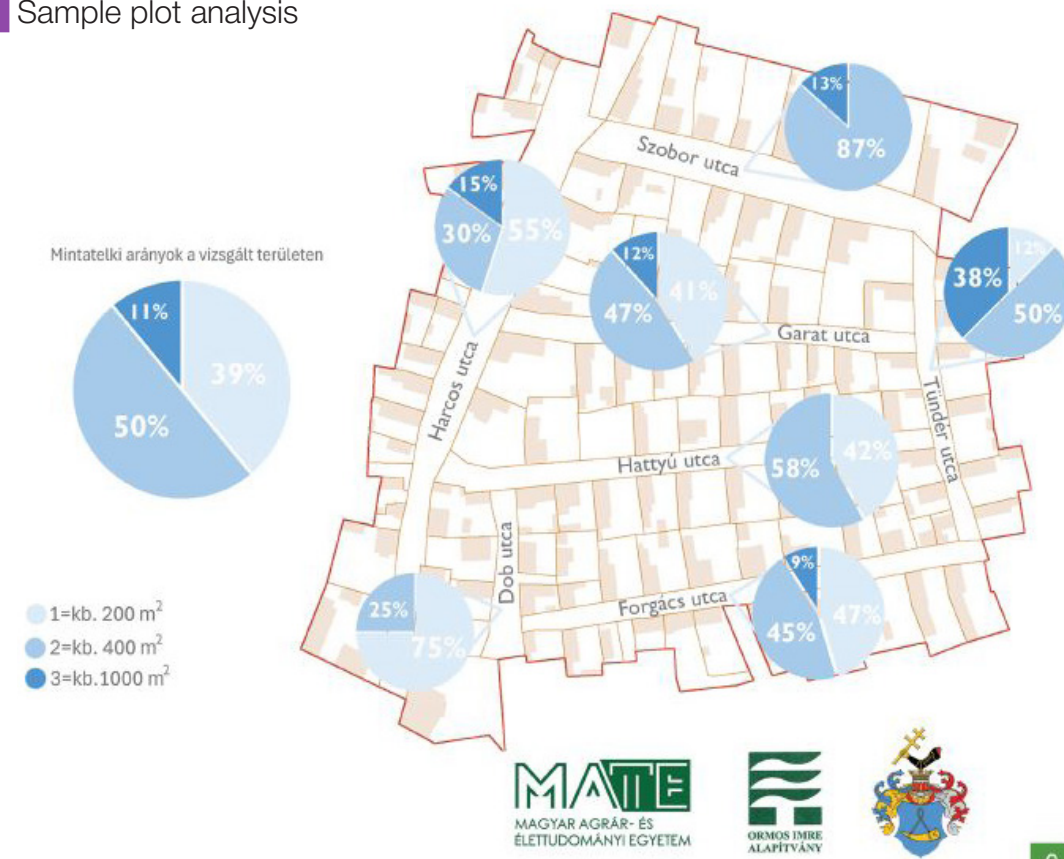 Sample plot analysis
Mintatelki arányok a vizsgált területen
11%
39%
50%
1=kb. 200 m²
2=kb. 400 m²
3=kb.1000 m²
13%
87%
Szobor utca
15%
30%
55%
Harcos utca
12%
47%
41%
Garat utca
12%
38%
50%
Tündér utca
Hattyú utca
58%
42%
Dob utca
25%
75%
Forgács utca
9%
45%
47%
MATE
MAGYAR AGRÁR- ÉS
ÉLETTUDOMÁNYI EGYETEM
ORMOS IMRE
ALAPÍTVÁNY